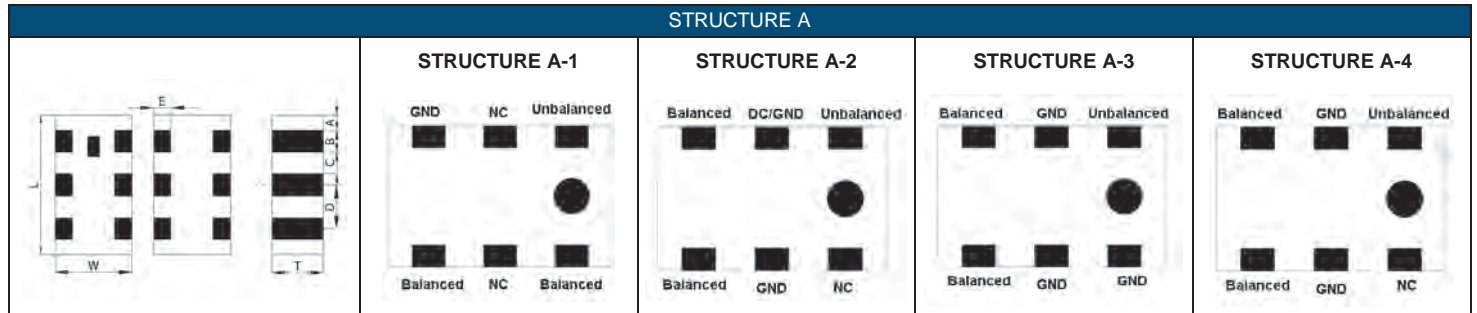 STRUCTURE A
STRUCTURE A-1 STRUCTURE A-2 STRUCTURE A-3 STRUCTURE A-4
E
A
B
C
D
L
W
T
GND NC Unbalanced
Balanced NC Balanced
Balanced DC/GND Unbalanced
Balanced GND NC
Balanced GND Unbalanced
Balanced GND GND
Balanced GND Unbalanced
Balanced GND NC